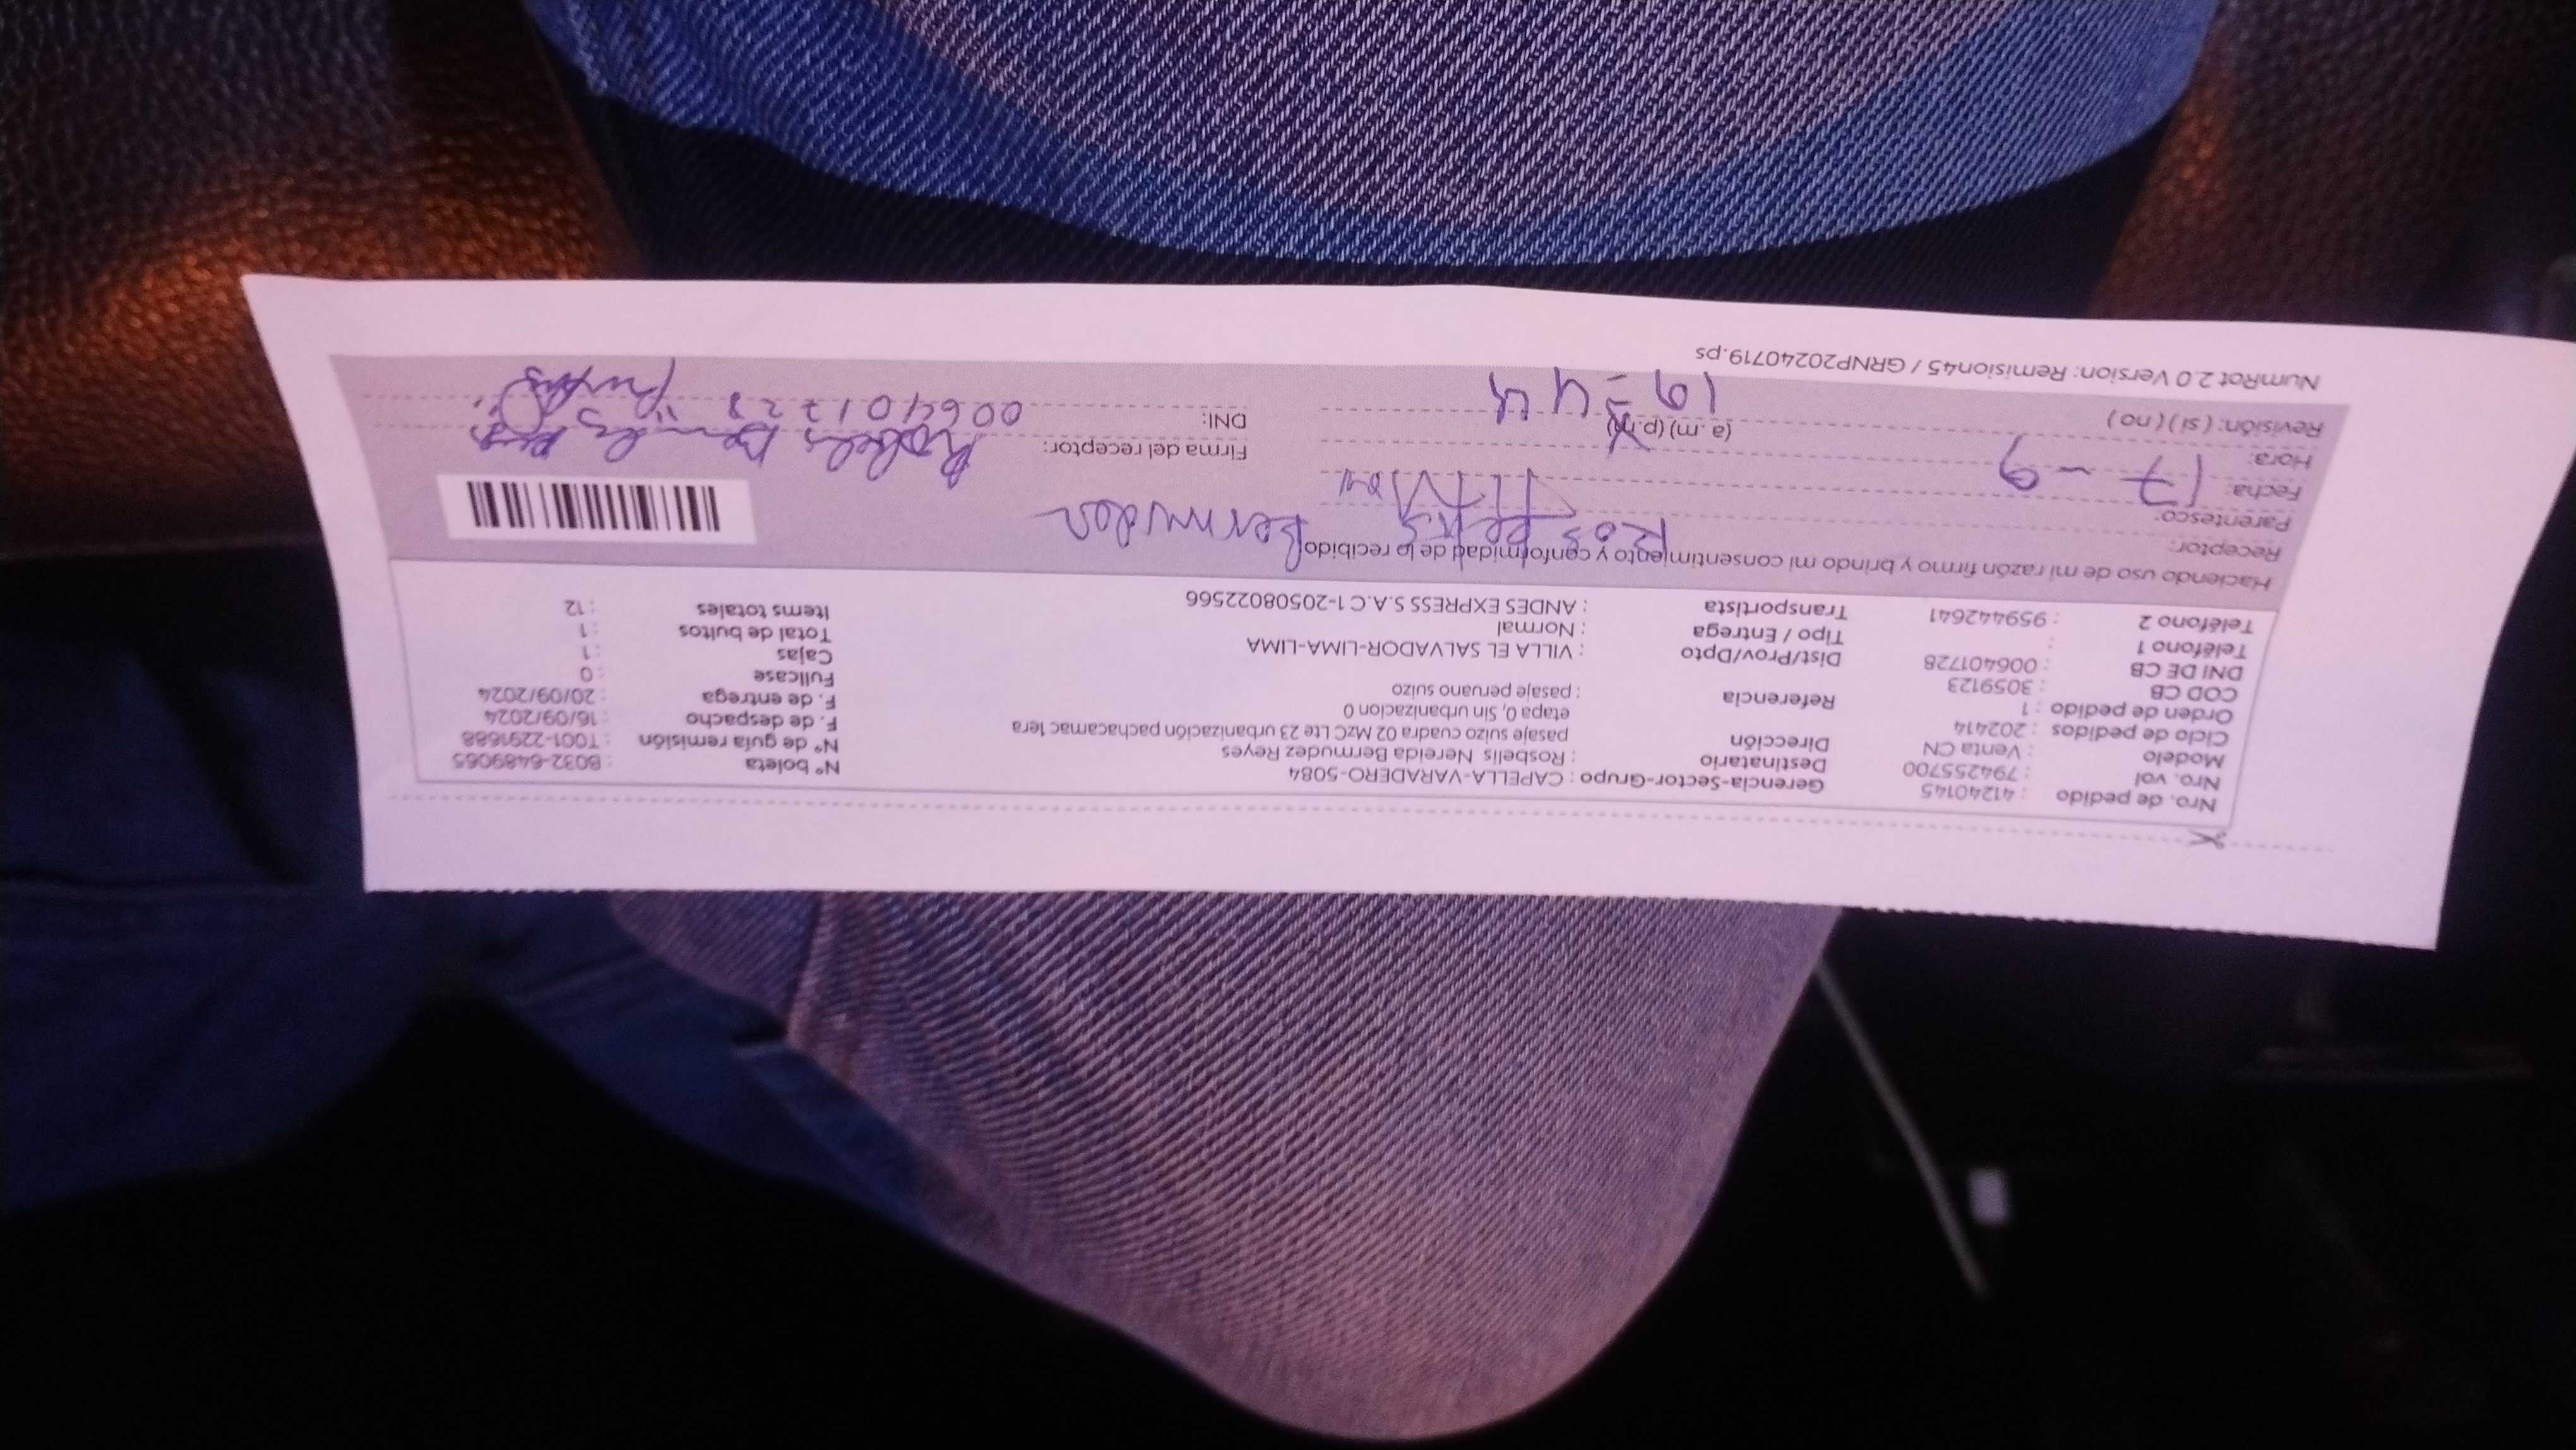 Nro. de pedido : 41240145 Gerencia-Sector-Grupo : CAPELLA-VARADERO-5084 N° boleta : B032-6489065
Nro. vol : 794255700 Destinatario : Rosbelis Nereida Bermudez Reyes N° de guía remisión : T001-2291688
Modelo : Venta CN Dirección pasaje suizo cuadra 02 MzC Lte 23 urbanización pachacamac 1era F. de despacho : 16/09/2024
Ciclo de pedidos : 202414 etapa 0, Sin urbanizacion 0 F. de entrega : 20/09/2024
Orden de pedido : 1 Referencia : pasaje peruano suizo Fullcase : 0
COD CB : 3059123 Dist/Prov/Dpto : VILLA EL SALVADOR-LIMA-LIMA Cajas : 1
DNI DE CB : 006401728 Tipo / Entrega : Normal Total de bultos : 1
Teléfono 1 : Transportista : ANDES EXPRESS S.A.C 1-20508022566 Items totales : 12
Teléfono 2 : 959442641
Haciendo uso de mi razón firmo y brindo mi consentimiento y conformidad de lo recibido
Receptor:
Parentesco:
Fecha: 17-9 Firma del receptor:
Hora: (a.m) (p.m) 19=44 DNI: 006401728
Revisión: ( si ) ( no )
NumRot 2.0 Version: Remision45 / GRNP20240719.ps